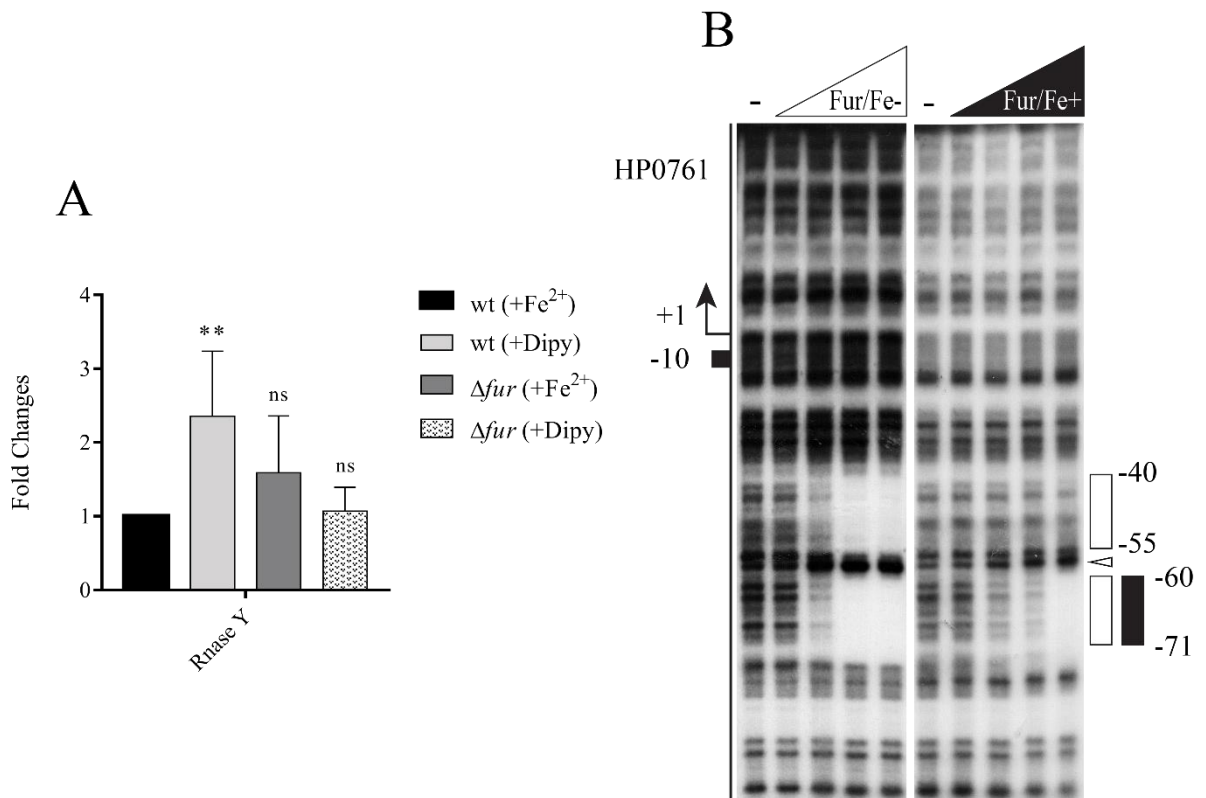 A
4
3
2
1
0
Fold Changes
**
ns
ns
Rnase Y
wt (+Fe²⁺)
wt (+Dipy)
Δfur (+Fe²⁺)
Δfur (+Dipy)
B
- Fur/Fe-
- Fur/Fe+
HP0761
+1
-10
-40
-55
-60
-71